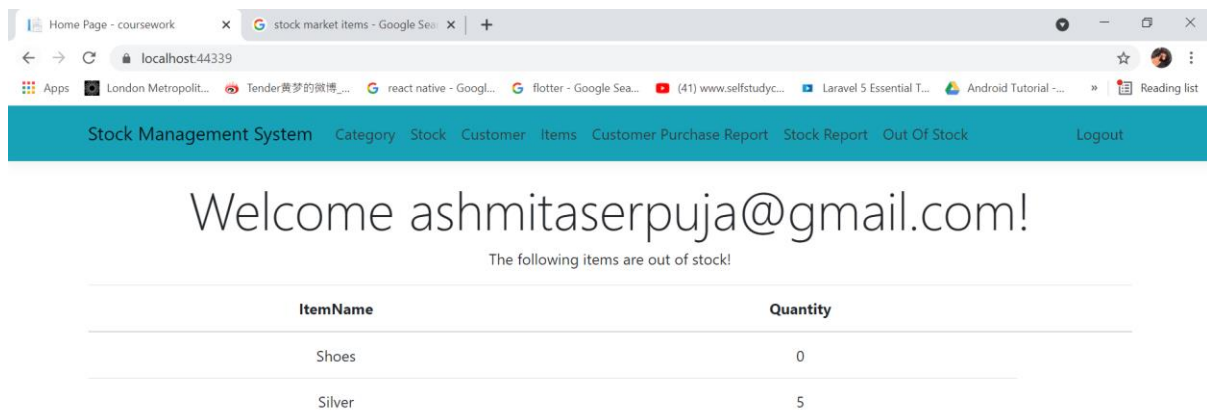 Home Page - coursework
stock market items - Google Sea
localhost:44339
Apps London Metropolit... Tender黄梦的微博_... react native - Googl... flotter - Google Sea... (41) www.selfstudyc... Laravel 5 Essential T... Android Tutorial -... » Reading list
Stock Management System Category Stock Customer Items Customer Purchase Report Stock Report Out Of Stock Logout
Welcome ashmitaserpuja@gmail.com!
The following items are out of stock!
ItemName Quantity
Shoes 0
Silver 5